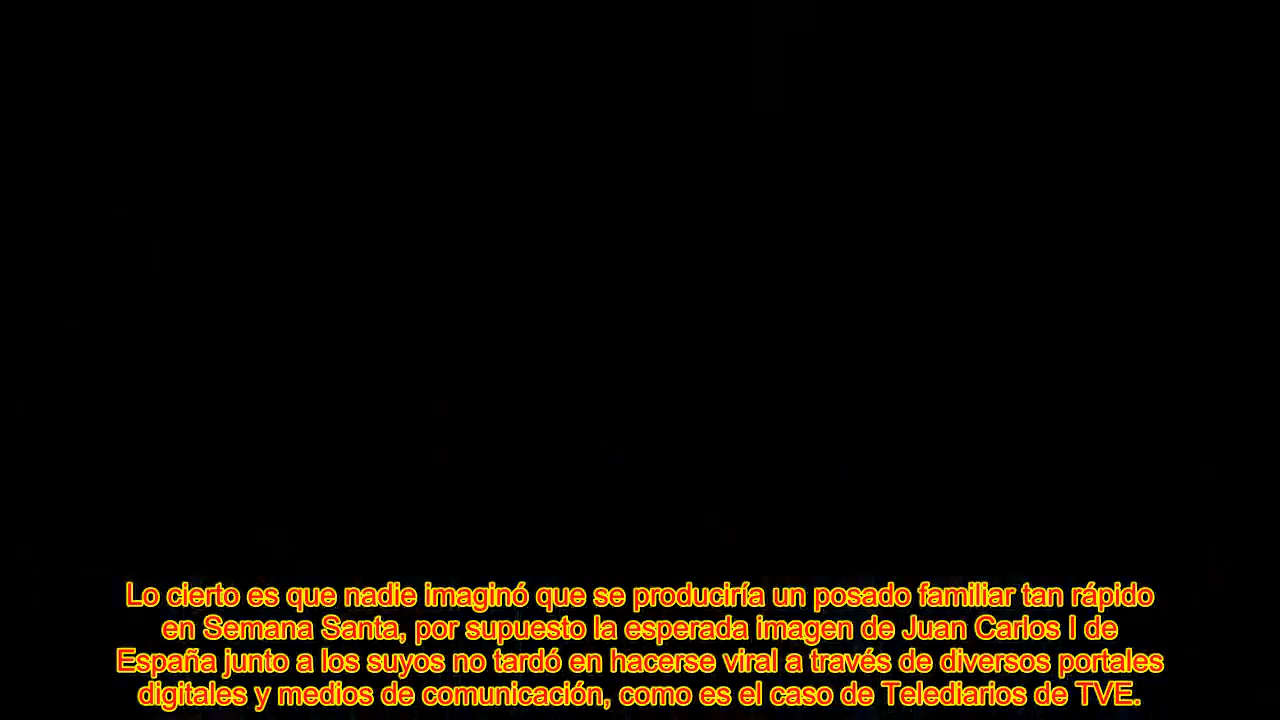 Lo cierto es que nadie imaginó que se produciría un posado familiar tan rápido
en Semana Santa, por supuesto la esperada imagen de Juan Carlos I de
España junto a los suyos no tardó en hacerse viral a través de diversos portales
digitales y medios de comunicación, como es el caso de Telediarios de TVE.